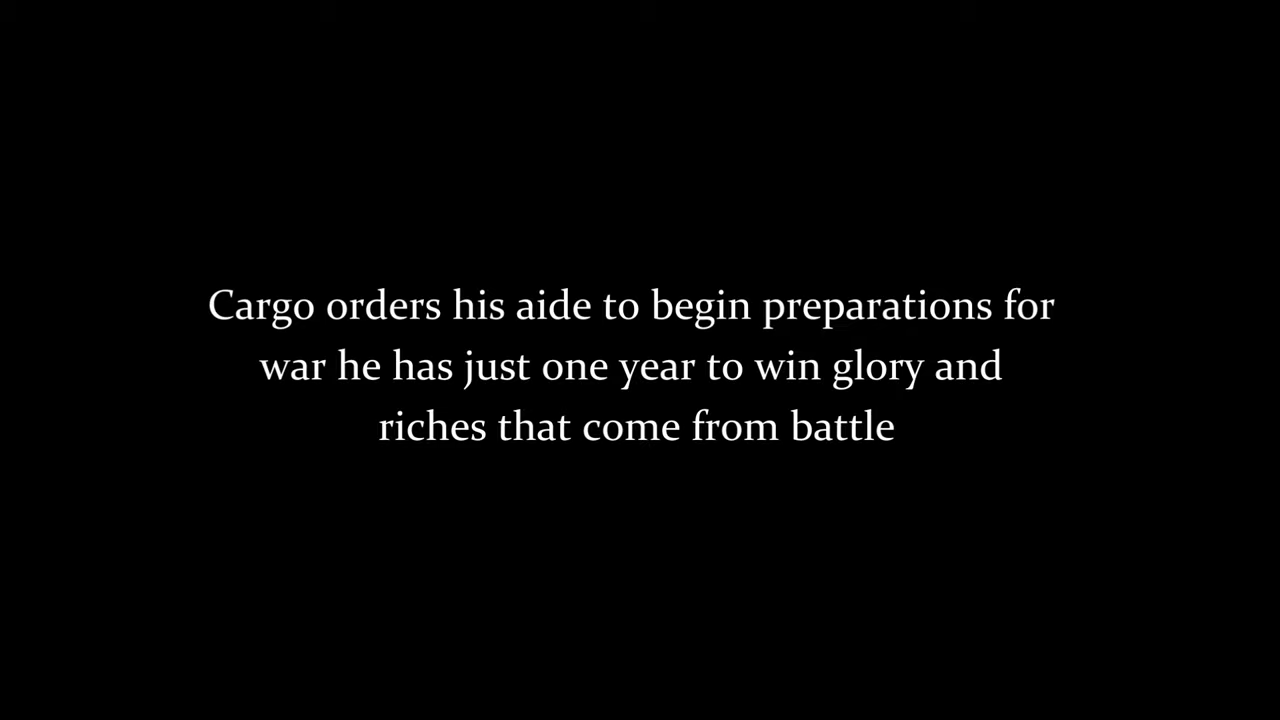 Cargo orders his aide to begin preparations for
war he has just one year to win glory and
riches that come from battle